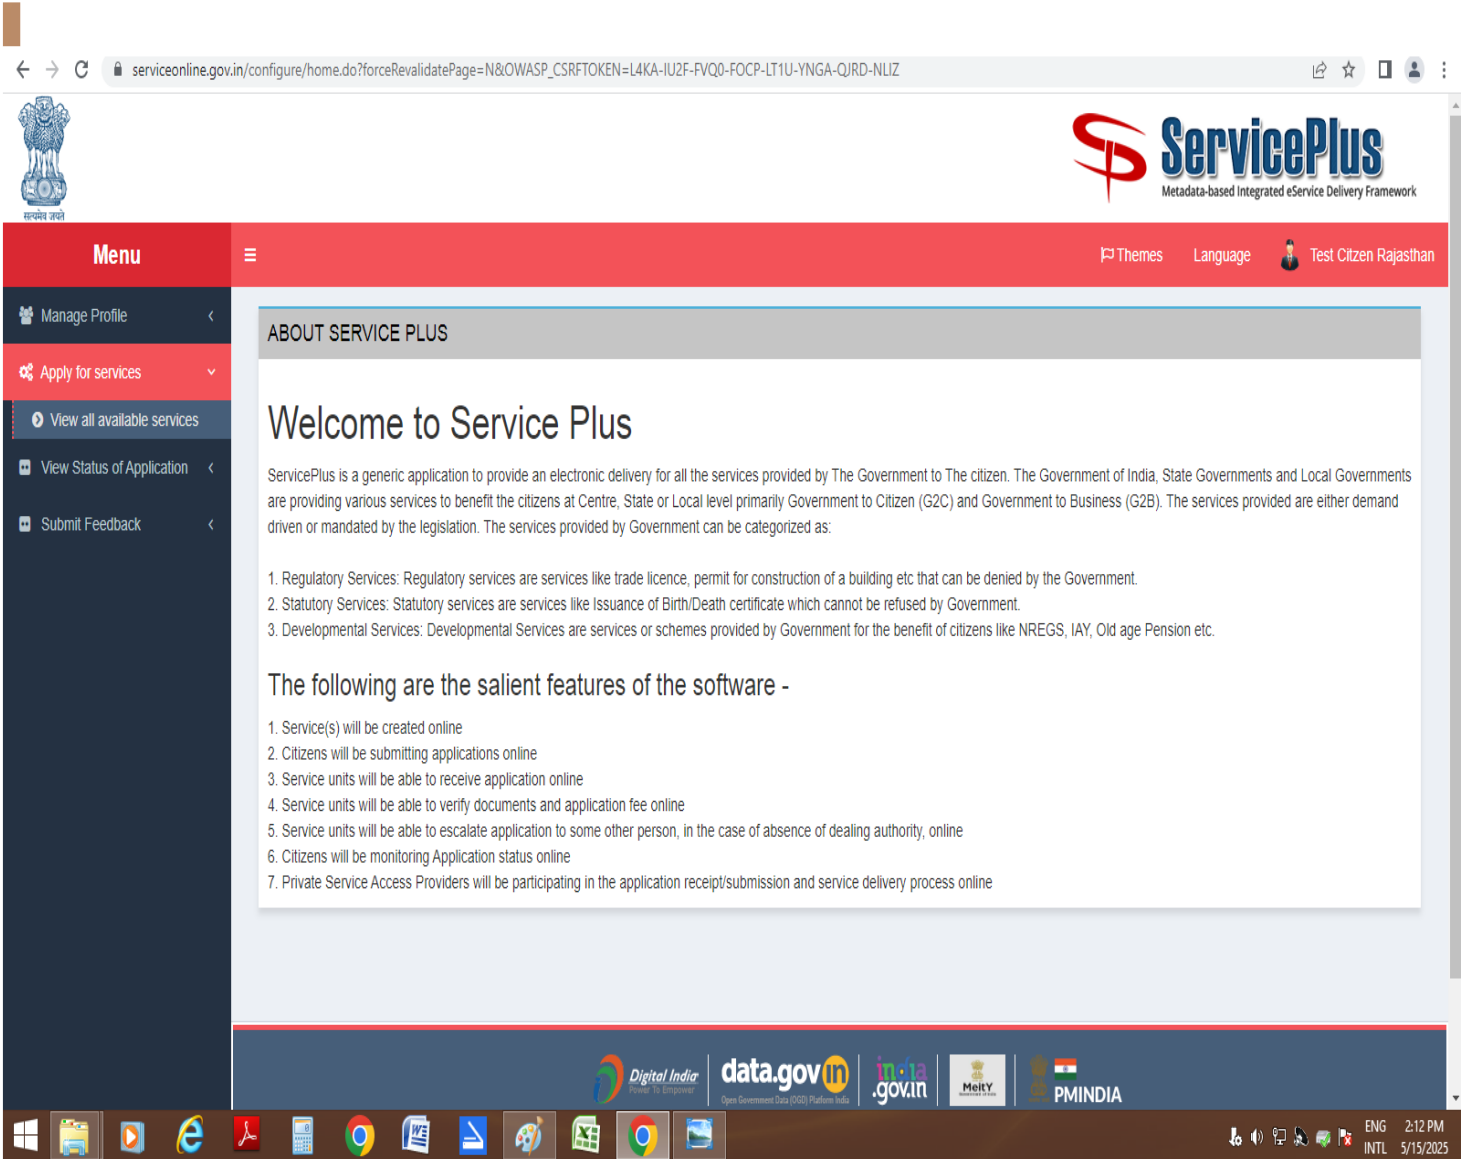 serviceonline.gov.in/configure/home.do?forceRevalidatePage=N&OWASP_CSRFTOKEN=L4KA-IU2F-FVQ0-FOCP-LT1U-YNGA-QJRD-NLIZ
सत्यमेव जयते
ServicePlus
Metadata-based Integrated eService Delivery Framework
Menu
Themes Language Test Citzen Rajasthan
Manage Profile
Apply for services
View all available services
View Status of Application
Submit Feedback
ABOUT SERVICE PLUS
Welcome to Service Plus
ServicePlus is a generic application to provide an electronic delivery for all the services provided by The Government to The citizen. The Government of India, State Governments and Local Governments
are providing various services to benefit the citizens at Centre, State or Local level primarily Government to Citizen (G2C) and Government to Business (G2B). The services provided are either demand
driven or mandated by the legislation. The services provided by Government can be categorized as:
1. Regulatory Services: Regulatory services are services like trade licence, permit for construction of a building etc that can be denied by the Government.
2. Statutory Services: Statutory services are services like Issuance of Birth/Death certificate which cannot be refused by Government.
3. Developmental Services: Developmental Services are services or schemes provided by Government for the benefit of citizens like NREGS, IAY, Old age Pension etc.
The following are the salient features of the software -
1. Service(s) will be created online
2. Citizens will be submitting applications online
3. Service units will be able to receive application online
4. Service units will be able to verify documents and application fee online
5. Service units will be able to escalate application to some other person, in the case of absence of dealing authority, online
6. Citizens will be monitoring Application status online
7. Private Service Access Providers will be participating in the application receipt/submission and service delivery process online
Digital India
Power To Empower
data.gov in
Open Government Data (OGD) Platform India
india
.gov.in
MeitY
PMINDIA
ENG 2:12 PM
INTL 5/15/2025